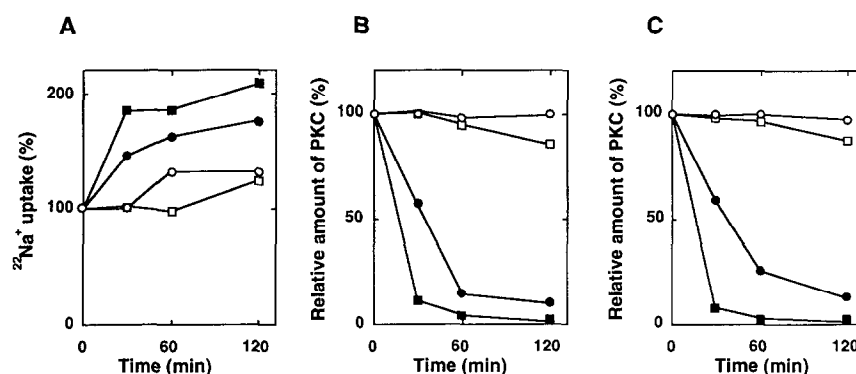 A
B
C
²²Na⁺ uptake (%)
200
100
0
0
60
120
Time (min)
Relative amount of PKC (%)
100
50
0
0
60
120
Time (min)
Relative amount of PKC (%)
100
50
0
0
60
120
Time (min)